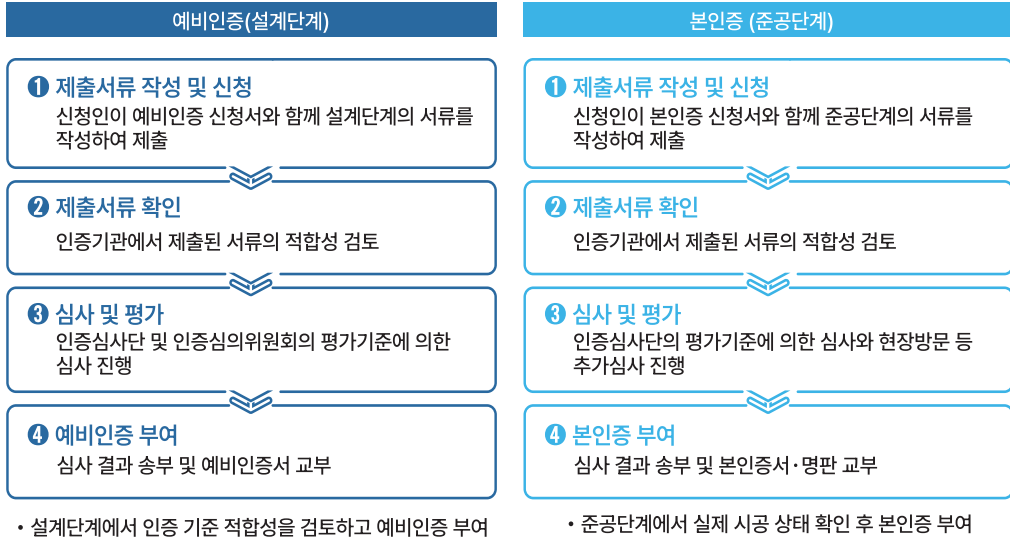 예비인증(설계단계)
❶ 제출서류 작성 및 신청
신청인이 예비인증 신청서와 함께 설계단계의 서류를
작성하여 제출
❷ 제출서류 확인
인증기관에서 제출된 서류의 적합성 검토
❸ 심사 및 평가
인증심사단 및 인증심의위원회의 평가기준에 의한
심사 진행
❹ 예비인증 부여
심사 결과 송부 및 예비인증서 교부
• 설계단계에서 인증 기준 적합성을 검토하고 예비인증 부여
본인증 (준공단계)
❶ 제출서류 작성 및 신청
신청인이 본인증 신청서와 함께 준공단계의 서류를
작성하여 제출
❷ 제출서류 확인
인증기관에서 제출된 서류의 적합성 검토
❸ 심사 및 평가
인증심사단의 평가기준에 의한 심사와 현장방문 등
추가심사 진행
❹ 본인증 부여
심사 결과 송부 및 본인증서·명판 교부
• 준공단계에서 실제 시공 상태 확인 후 본인증 부여